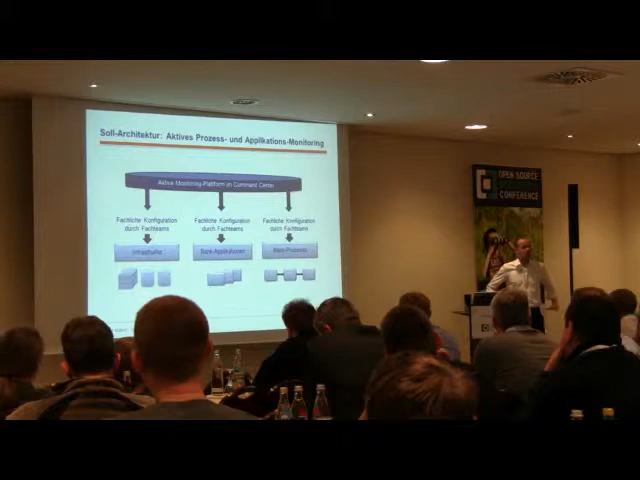 Soll-Architektur: Aktives Prozess- und Applikations-Monitoring
Aktive Monitoring-Plattform im Command Center
Fachliche Konfiguration durch Fachteams
Fachliche Konfiguration durch Fachteams
Fachliche Konfiguration durch Fachteams
Infrastruktur
Bank-Applikationen
Bank-Prozesse
OPEN SOURCE
CONFERENCE